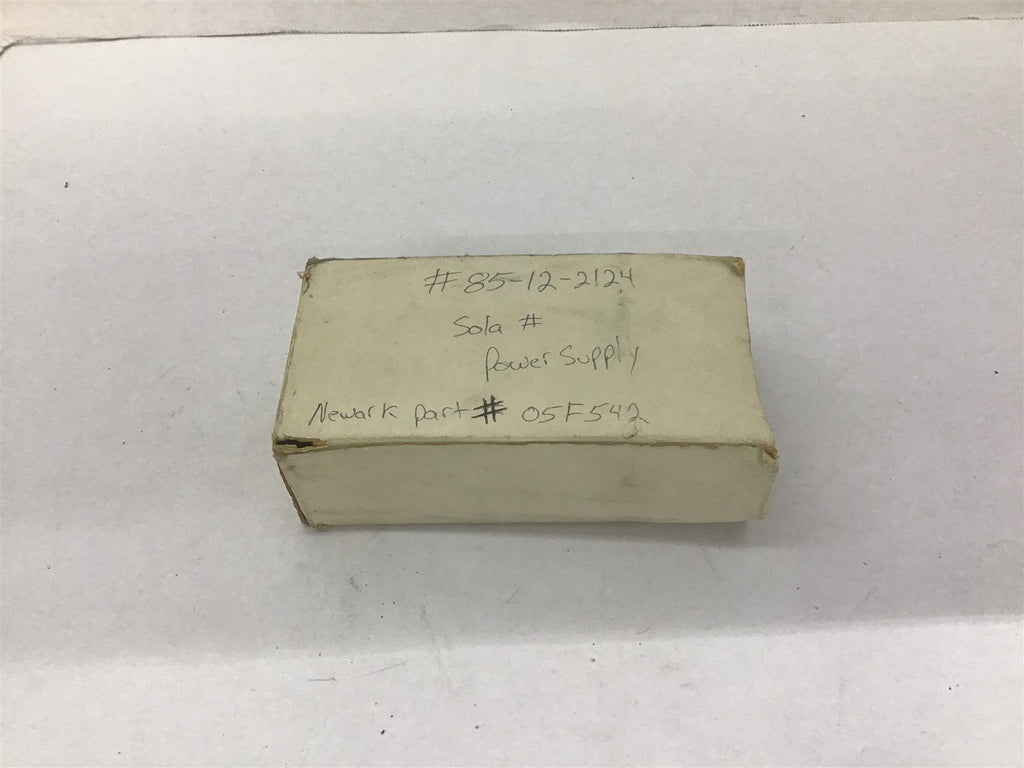 #85-12-2124
Sola #
Power Supply
Newark part # 05F542